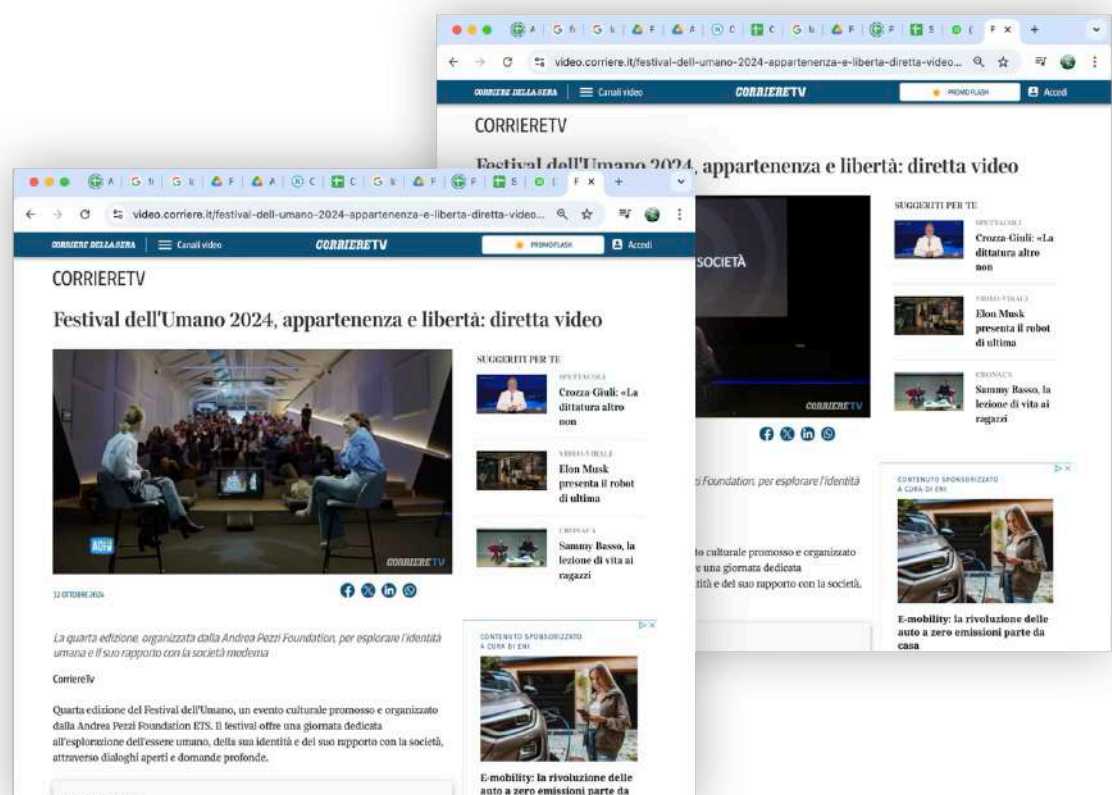 video.corriere.it/festival-dell-umano-2024-appartenenza-e-liberta-diretta-video...
CORRIERE DELLA SERA
Canali video
CORRIERETV
PROMO FLASH
Accedi
CORRIERETV
Festival dell'Umano 2024, appartenenza e libertà: diretta video
SOCIETÀ
CORRIERETV
SUGGERITI PER TE
SPETTACOLI
Crozza-Giuli: «La
dittatura altro
non
VIDEO-VIRALI
Elon Musk
presenta il robot
di ultima
CRONACA
Sammy Basso, la
lezione di vita ai
ragazzi
Foundation, per esplorare l'identità
culturale promosso e organizzato
una giornata dedicata
e del suo rapporto con la società,
CONTENUTO SPONSORIZZATO
A CURA DI ENI
E-mobility: la rivoluzione delle
auto a zero emissioni parte da
casa
video.corriere.it/festival-dell-umano-2024-appartenenza-e-liberta-diretta-video...
CORRIERE DELLA SERA
Canali video
CORRIERETV
PROMO FLASH
Accedi
CORRIERETV
Festival dell'Umano 2024, appartenenza e libertà: diretta video
CORRIERETV
12 OTTOBRE 2024
La quarta edizione, organizzata dalla Andrea Pezzi Foundation, per esplorare l'identità
umana e il suo rapporto con la società moderna
CorriereTv
Quarta edizione del Festival dell'Umano, un evento culturale promosso e organizzato
dalla Andrea Pezzi Foundation ETS. Il festival offre una giornata dedicata
all'esplorazione dell'essere umano, della sua identità e del suo rapporto con la società,
attraverso dialoghi aperti e domande profonde.
SUGGERITI PER TE
SPETTACOLI
Crozza-Giuli: «La
dittatura altro
non
VIDEO-VIRALI
Elon Musk
presenta il robot
di ultima
CRONACA
Sammy Basso, la
lezione di vita ai
ragazzi
CONTENUTO SPONSORIZZATO
A CURA DI ENI
E-mobility: la rivoluzione delle
auto a zero emissioni parte da